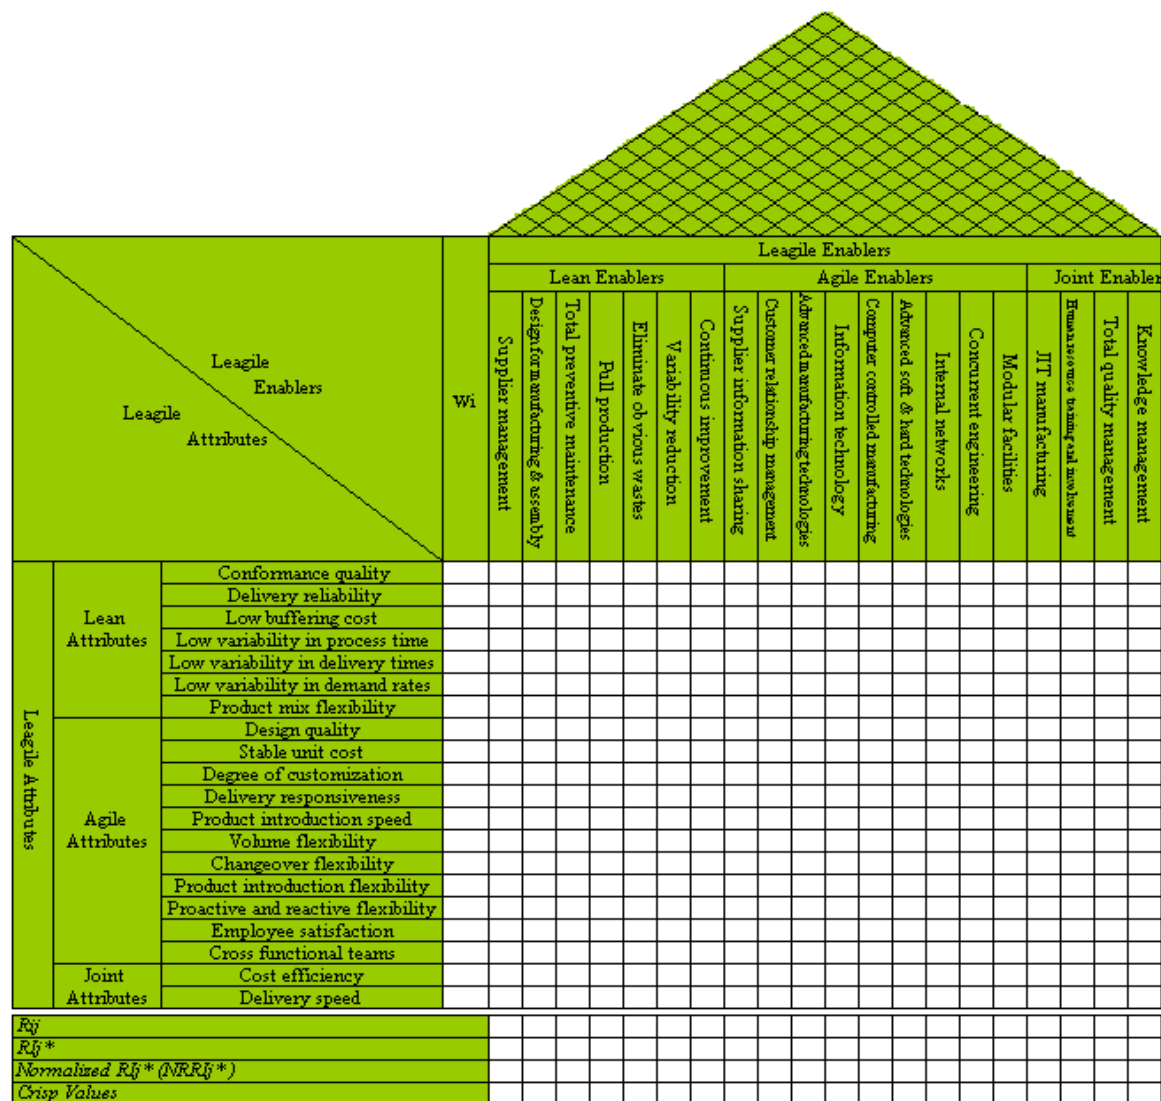 Leagile Enablers
Lean Enablers
Agile Enablers
Joint Enabler
Leagile
Enablers
Leagile
Attributes
Wi
Supplier management
Design for manufacturing & assembly
Total preventive maintenance
Pull production
Eliminate obvious wastes
Variability reduction
Continuous improvement
Supplier information sharing
Customer relationship management
Advanced manufacturing technologies
Information technology
Computer controlled manufacturing
Advanced soft & hard technologies
Internal networks
Concurrent engineering
Modular facilities
JIT manufacturing
Human resource training and involvement
Total quality management
Knowledge management
Leagile Attributes
Lean
Attributes
Conformance quality
Delivery reliability
Low buffering cost
Low variability in process time
Low variability in delivery times
Low variability in demand rates
Product mix flexibility
Agile
Attributes
Design quality
Stable unit cost
Degree of customization
Delivery responsiveness
Product introduction speed
Volume flexibility
Changeover flexibility
Product introduction flexibility
Proactive and reactive flexibility
Employee satisfaction
Cross functional teams
Joint
Attributes
Cost efficiency
Delivery speed
Rij
RIj*
Normalized RIj* (NRRIj*)
Crisp Values